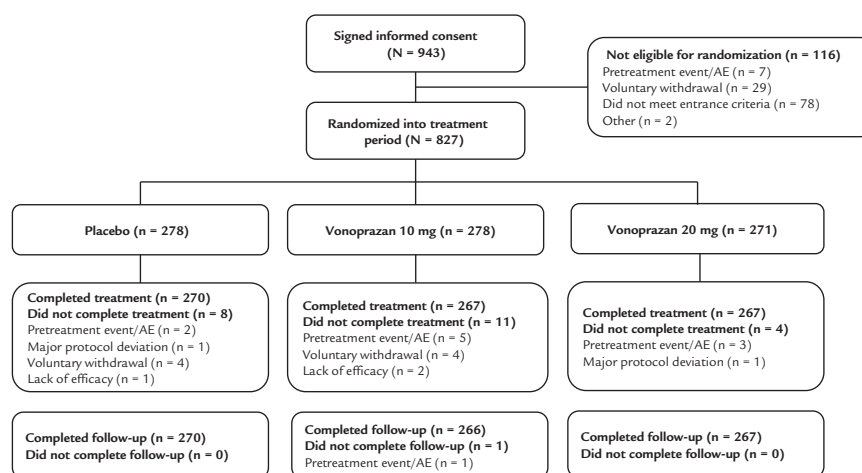 Signed informed consent
(N = 943)
Not eligible for randomization (n = 116)
Pretreatment event/AE (n = 7)
Voluntary withdrawal (n = 29)
Did not meet entrance criteria (n = 78)
Other (n = 2)
Randomized into treatment
period (N = 827)
Placebo (n = 278)
Vonoprazan 10 mg (n = 278)
Vonoprazan 20 mg (n = 271)
Completed treatment (n = 270)
Did not complete treatment (n = 8)
Pretreatment event/AE (n = 2)
Major protocol deviation (n = 1)
Voluntary withdrawal (n = 4)
Lack of efficacy (n = 1)
Completed treatment (n = 267)
Did not complete treatment (n = 11)
Pretreatment event/AE (n = 5)
Voluntary withdrawal (n = 4)
Lack of efficacy (n = 2)
Completed treatment (n = 267)
Did not complete treatment (n = 4)
Pretreatment event/AE (n = 3)
Major protocol deviation (n = 1)
Completed follow-up (n = 270)
Did not complete follow-up (n = 0)
Completed follow-up (n = 266)
Did not complete follow-up (n = 1)
Pretreatment event/AE (n = 1)
Completed follow-up (n = 267)
Did not complete follow-up (n = 0)